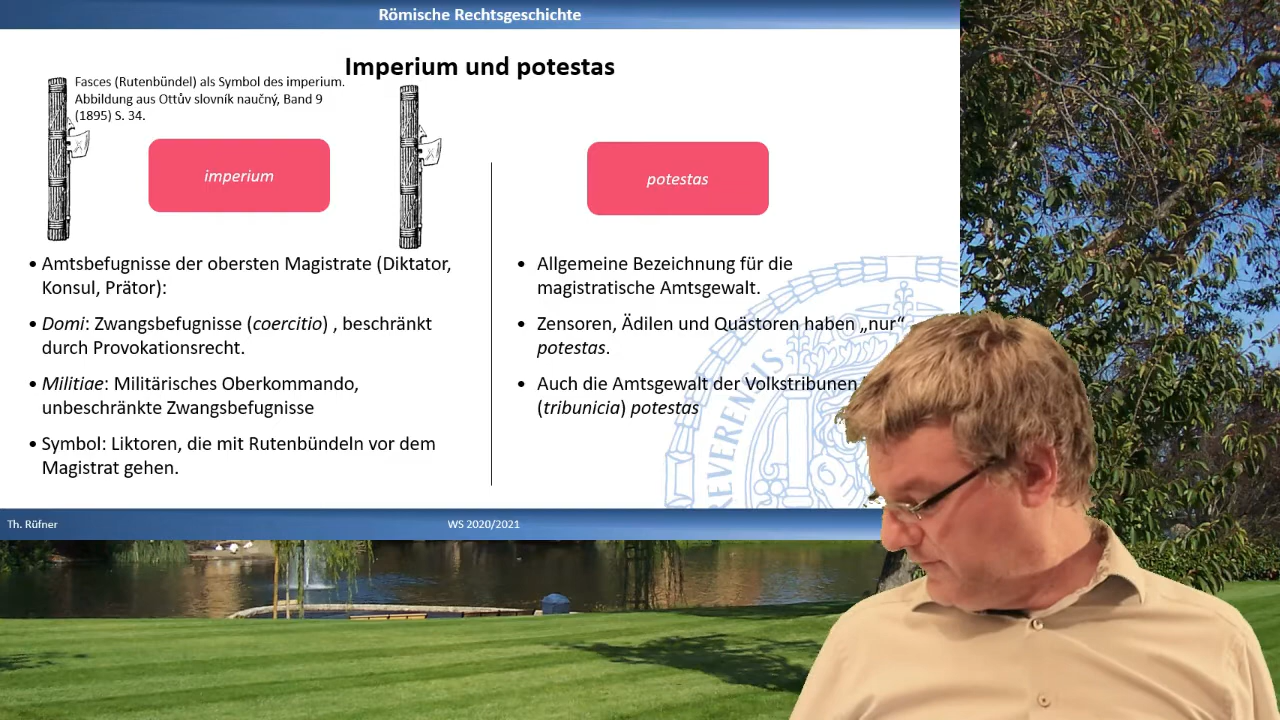 Römische Rechtsgeschichte
Imperium und potestas
Fasces (Rutenbündel) als Symbol des imperium.
Abbildung aus Ottův slovník naučný, Band 9
(1895) S. 34.
imperium
• Amtsbefugnisse der obersten Magistrate (Diktator,
Konsul, Prätor):
• Domi: Zwangsbefugnisse (coercitio) , beschränkt
durch Provokationsrecht.
• Militiae: Militärisches Oberkommando,
unbeschränkte Zwangsbefugnisse
• Symbol: Liktoren, die mit Rutenbündeln vor dem
Magistrat gehen.
potestas
• Allgemeine Bezeichnung für die
magistratische Amtsgewalt.
• Zensoren, Ädilen und Quästoren haben „nur“
potestas.
• Auch die Amtsgewalt der Volkstribunen
(tribunicia) potestas
REVERENSIS
Th. Rüfner
WS 2020/2021